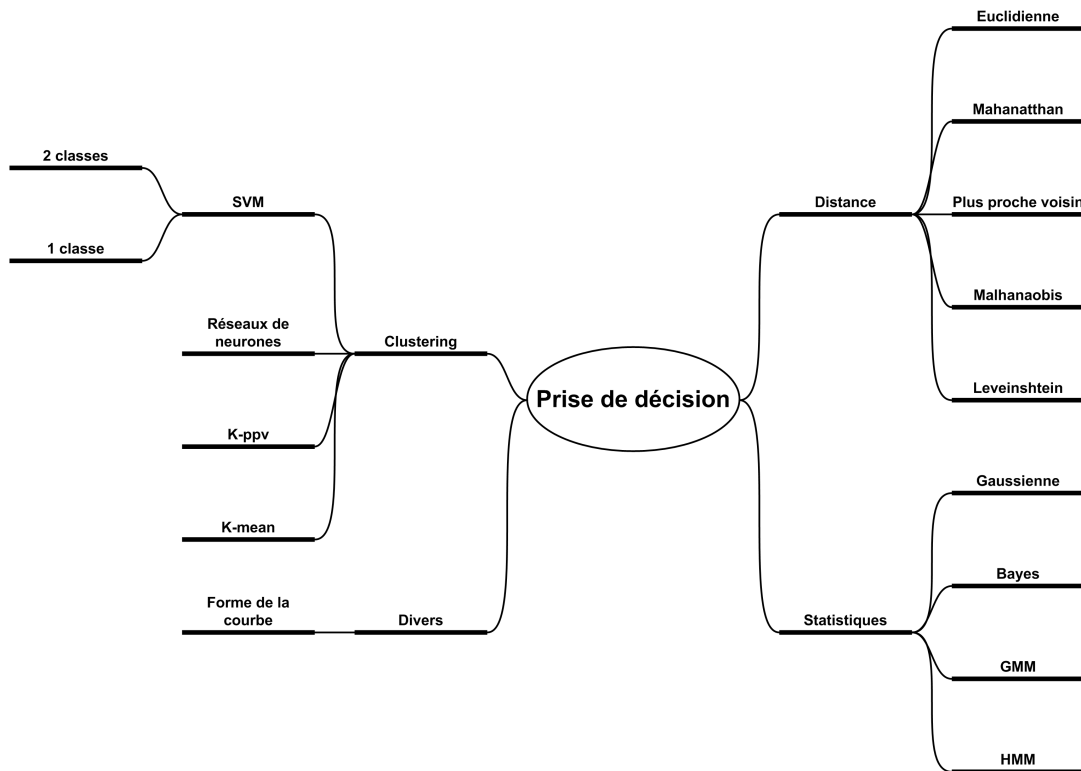 Euclidienne
Mahanatthan
2 classes
SVM
Distance
Plus proche voisin
1 classe
Malhanaobis
Réseaux de
neurones
Clustering
Prise de décision
Leveinshtein
K-ppv
Gaussienne
K-mean
Bayes
Forme de la
courbe
Divers
Statistiques
GMM
HMM